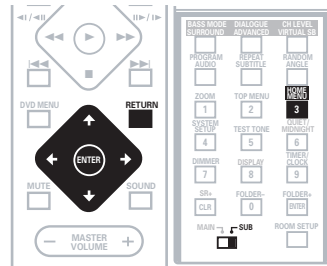 DVD MENU
RETURN
ENTER
MUTE
SOUND
MASTER
VOLUME
BASS MODE DIALOGUE CH LEVEL
SURROUND ADVANCED VIRTUAL SB
PROGRAM REPEAT RANDOM
AUDIO SUBTITLE ANGLE
HOME
ZOOM TOP MENU MENU
1 2 3
SYSTEM QUIET/
SETUP TEST TONE MIDNIGHT
4 5 6
TIMER/
DIMMER DISPLAY CLOCK
7 8 9
SR+ FOLDER– FOLDER+
CLR 0 ENTER
MAIN SUB ROOM SETUP